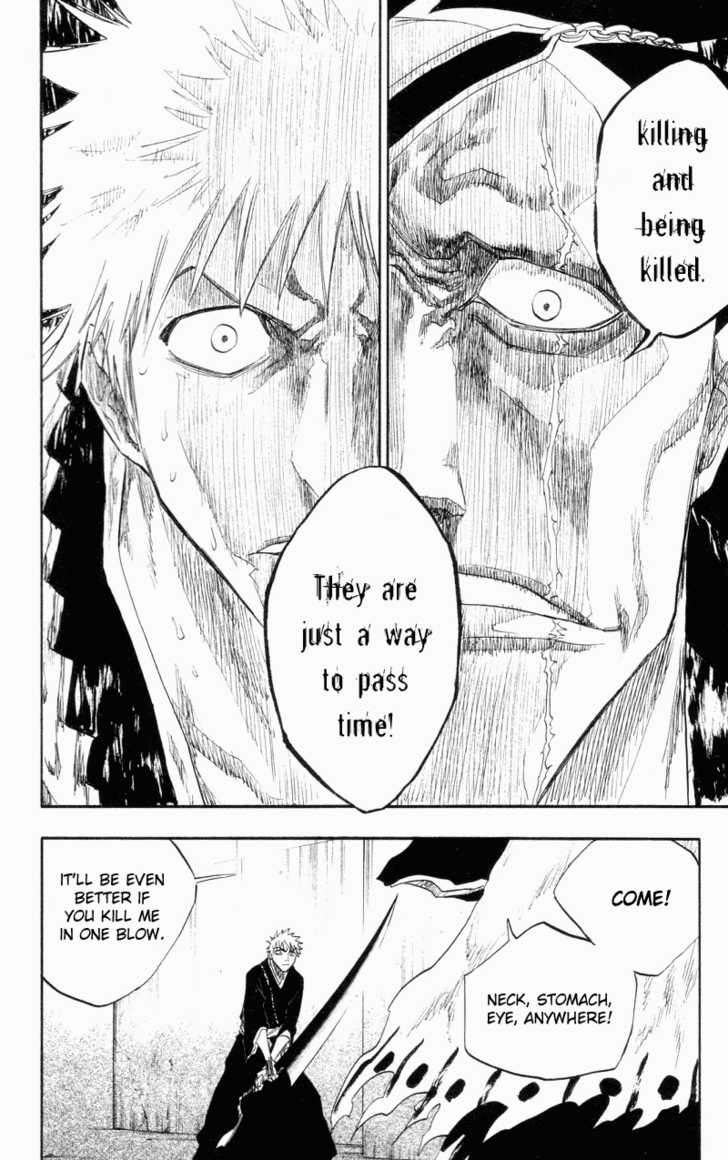 killing
and
being
killed.
They are
just a way
to pass
time!
COME!
NECK, STOMACH,
EYE, ANYWHERE!
IT'LL BE EVEN
BETTER IF
YOU KILL ME
IN ONE BLOW.